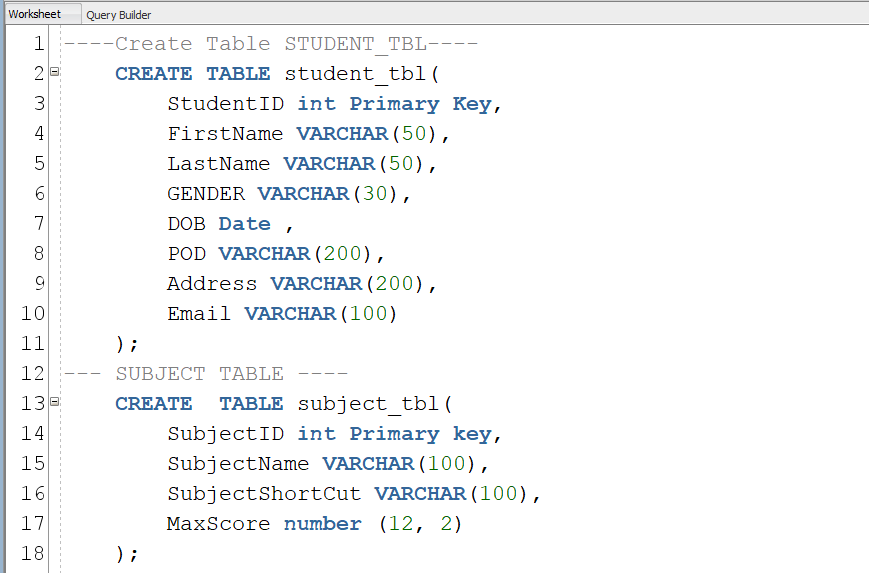 Worksheet Query Builder
1 ----Create Table STUDENT_TBL----
2 CREATE TABLE student_tbl(
3 StudentID int Primary Key,
4 FirstName VARCHAR(50),
5 LastName VARCHAR(50),
6 GENDER VARCHAR(30),
7 DOB Date ,
8 POD VARCHAR(200),
9 Address VARCHAR(200),
10 Email VARCHAR(100)
11 );
12 --- SUBJECT TABLE ----
13 CREATE  TABLE subject_tbl(
14 SubjectID int Primary key,
15 SubjectName VARCHAR(100),
16 SubjectShortCut VARCHAR(100),
17 MaxScore number (12, 2)
18 );